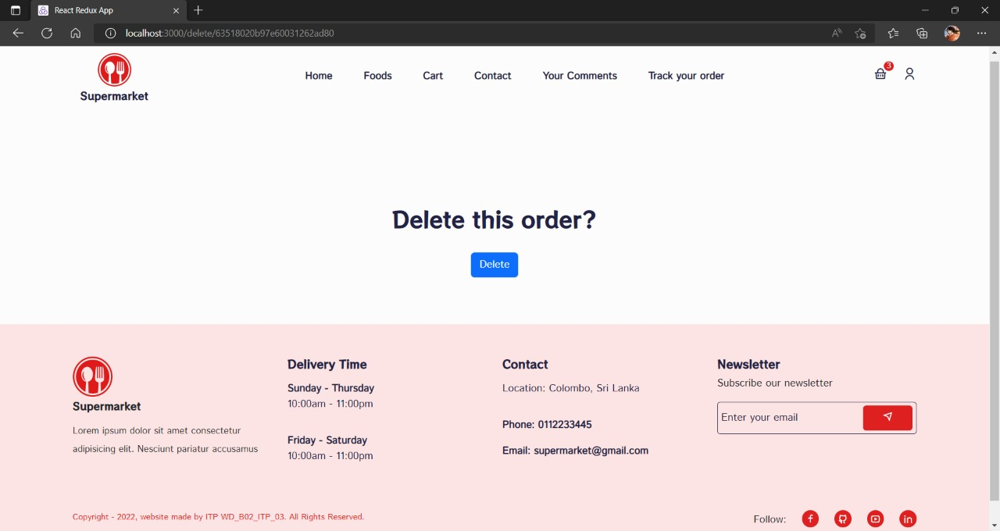 React Redux App
localhost:3000/delete/63518020b97e60031262ad80
Supermarket
Home
Foods
Cart
Contact
Your Comments
Track your order
3
Delete this order?
Delete
Supermarket
Lorem ipsum dolor sit amet consectetur
adipisicing elit. Nesciunt pariatur accusamus
Delivery Time
Sunday - Thursday
10:00am - 11:00pm
Friday - Saturday
10:00am - 11:00pm
Contact
Location: Colombo, Sri Lanka
Phone: 0112233445
Email: supermarket@gmail.com
Newsletter
Subscribe our newsletter
Enter your email
Copyright - 2022, website made by ITP WD_B02_ITP_03. All Rights Reserved.
Follow: